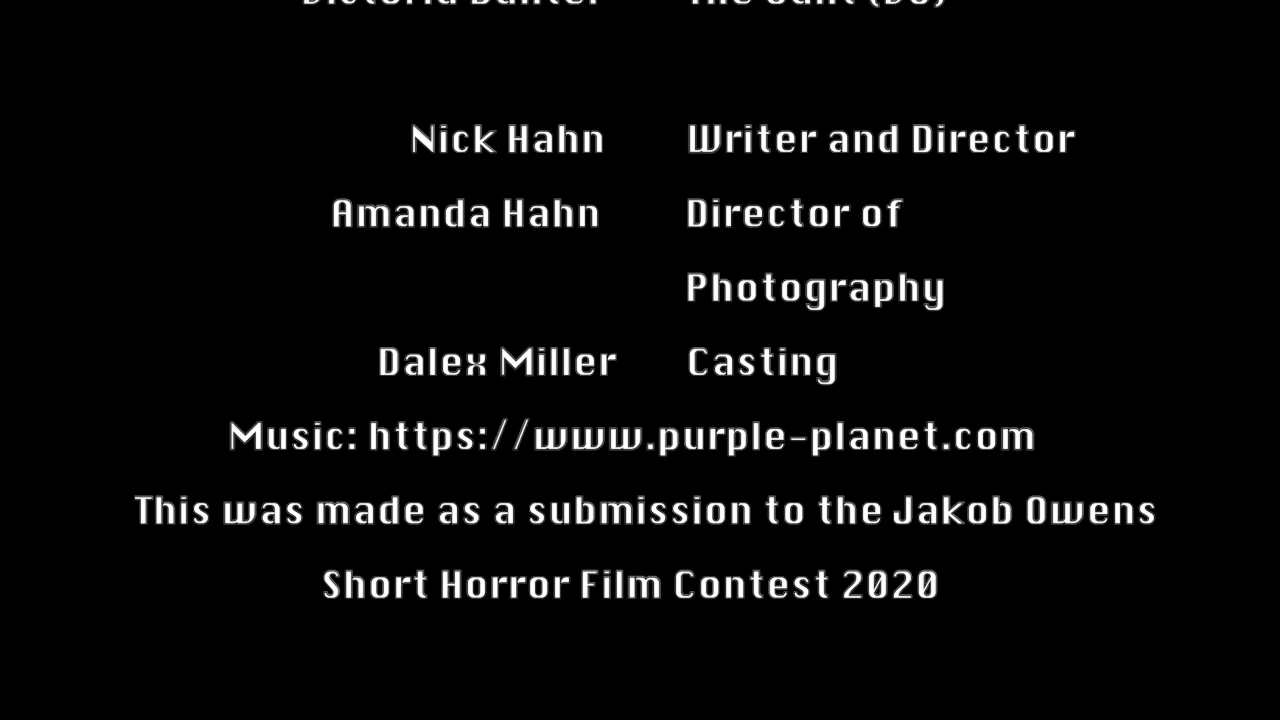 Nick Hahn Writer and Director
Amanda Hahn Director of
Photography
Dalex Miller Casting
Music: https://www.purple-planet.com
This was made as a submission to the Jakob Owens
Short Horror Film Contest 2020